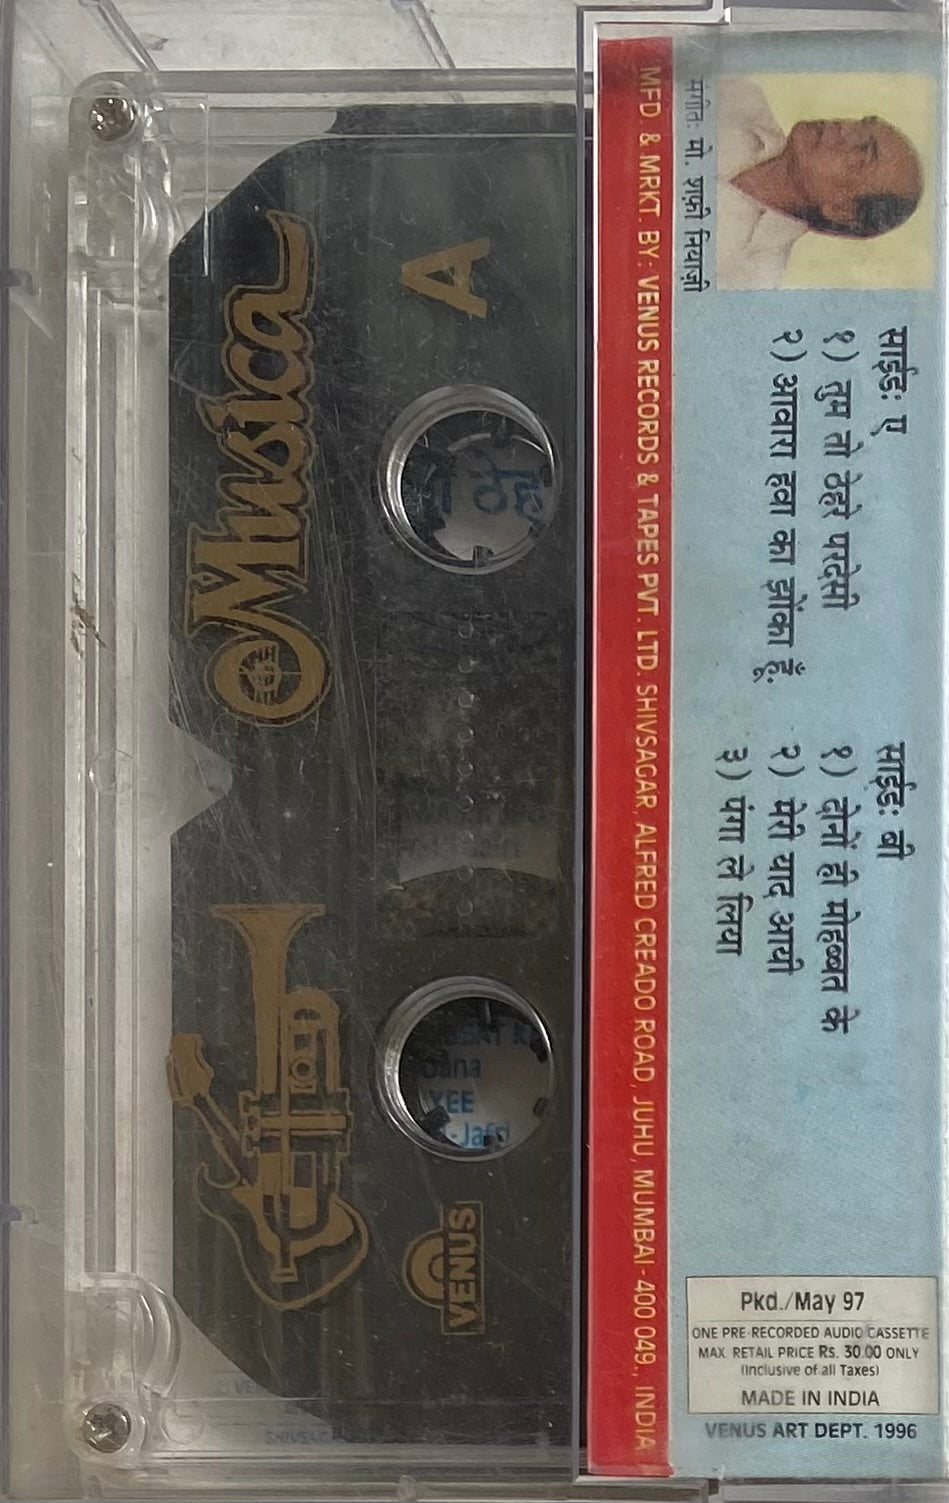 संगीत: मो. शफ़ी नियाज़ी
साईड: ए
१) तुम तो ठेहरे परदेसी
२) आवारा हवा का झोंका हूँ.
साईड: बी
१) दोनों ही मोहब्बत के
२) मेरी याद आयी
३) पंगा ले लिया
MFD. & MRKT. BY: VENUS RECORDS & TAPES PVT. LTD. SHIVSAGAR, ALFRED CREADO ROAD, JUHU, MUMBAI-400 049., INDIA
Pkd./May 97
ONE PRE-RECORDED AUDIO CASSETTE
MAX. RETAIL PRICE Rs. 30.00 ONLY
(Inclusive of all Taxes)
MADE IN INDIA
VENUS ART DEPT. 1996
A
Musica
VENUS